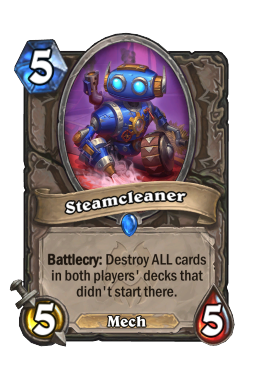 5
Steamcleaner
Battlecry: Destroy ALL cards
in both players' decks that
didn't start there.
5
Mech
5